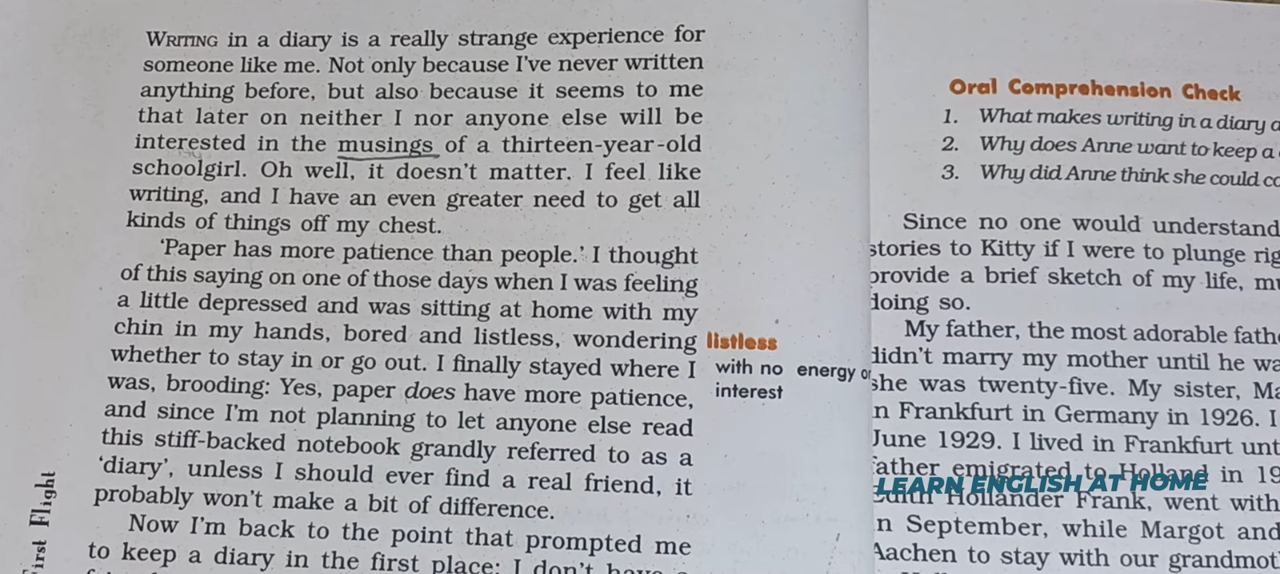 WRITING in a diary is a really strange experience for
someone like me. Not only because I've never written
anything before, but also because it seems to me
that later on neither I nor anyone else will be
interested in the musings of a thirteen-year-old
schoolgirl. Oh well, it doesn't matter. I feel like
writing, and I have an even greater need to get all
kinds of things off my chest.
'Paper has more patience than people.' I thought
of this saying on one of those days when I was feeling
a little depressed and was sitting at home with my
chin in my hands, bored and listless, wondering
whether to stay in or go out. I finally stayed where I
was, brooding: Yes, paper does have more patience,
and since I'm not planning to let anyone else read
this stiff-backed notebook grandly referred to as a
'diary', unless I should ever find a real friend, it
probably won't make a bit of difference.
Now I'm back to the point that prompted me
to keep a diary in the first place: I don't have
listless
with no energy or
interest
First Flight
Oral Comprehension Check
1. What makes writing in a diary
2. Why does Anne want to keep a
3. Why did Anne think she could
Since no one would understand
stories to Kitty if I were to plunge
provide a brief sketch of my life,
doing so.
My father, the most adorable
didn't marry my mother until he
she was twenty-five. My sister,
in Frankfurt in Germany in 1926. I
June 1929. I lived in Frankfurt
father emigrated to Holland in
LEARN ENGLISH AT HOME
Hollander Frank, went with
in September, while Margot and
Aachen to stay with our